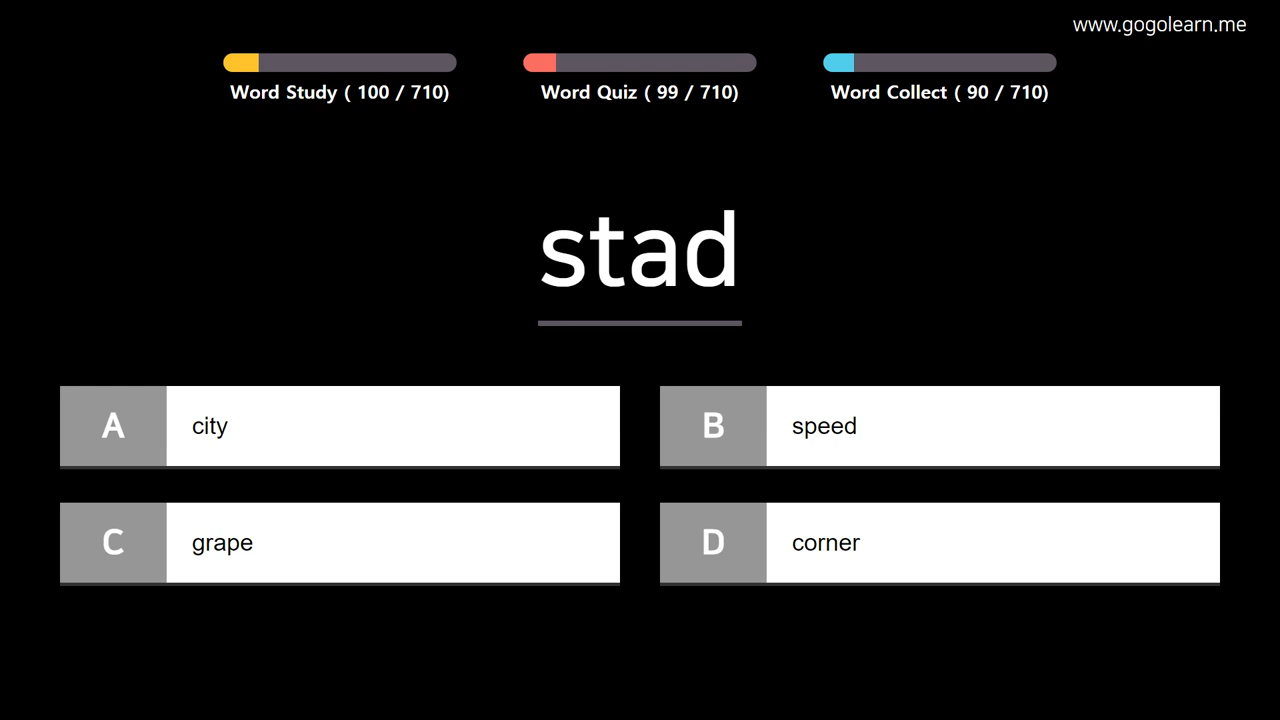 www.gogolearn.me
Word Study ( 100 / 710)
Word Quiz ( 99 / 710)
Word Collect ( 90 / 710)
stad
A city
B speed
C grape
D corner